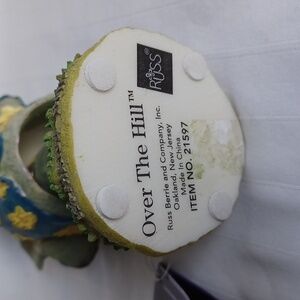 RUSS
Over The Hill™
Russ Berrie and Company, Inc.
Oakland, New Jersey
Made in China
ITEM NO. 21597